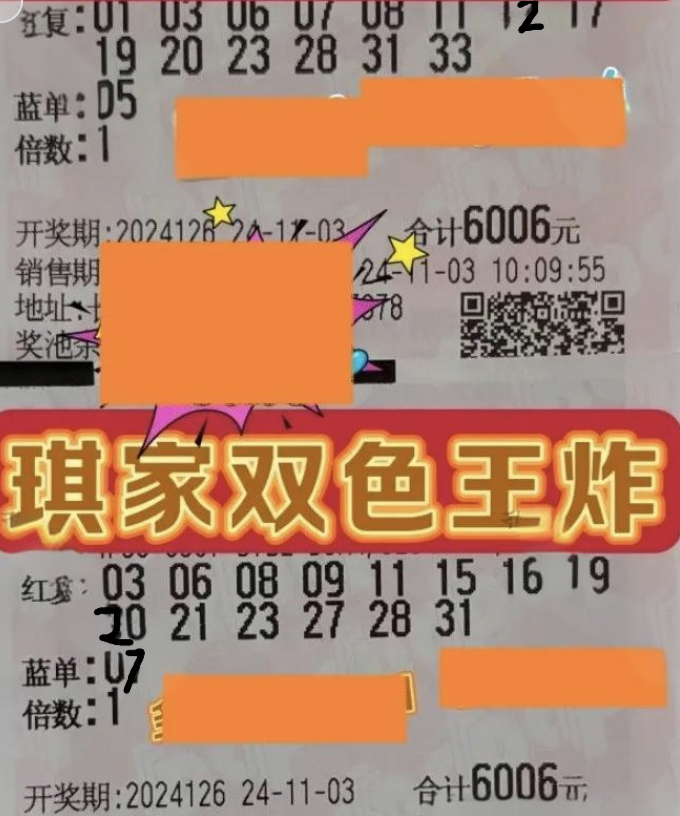 红复:01 03 06 07 08 11 12 17
19 20 23 28 31 33
蓝单:05
倍数:1
开奖期:2024126 24-11-03 合计6006元
销售期 24-11-03 10:09:55
地址:
奖池
琪家双色王炸
红复:03 06 08 09 11 15 16 19
20 21 23 27 28 31
蓝单:07
倍数:1
开奖期:2024126 24-11-03 合计6006元